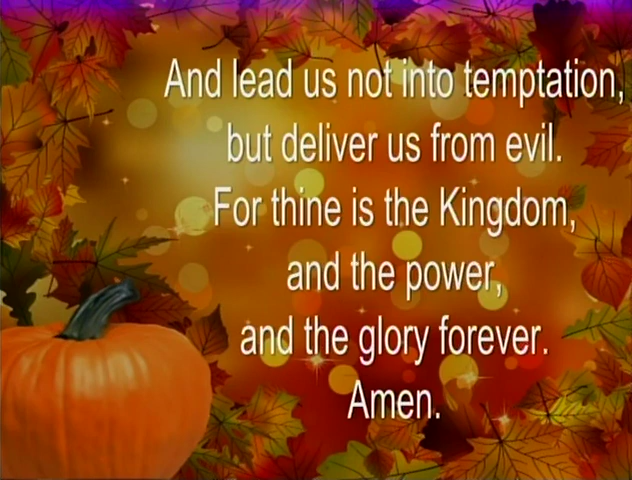 And lead us not into temptation,
but deliver us from evil.
For thine is the Kingdom,
and the power,
and the glory forever.
Amen.